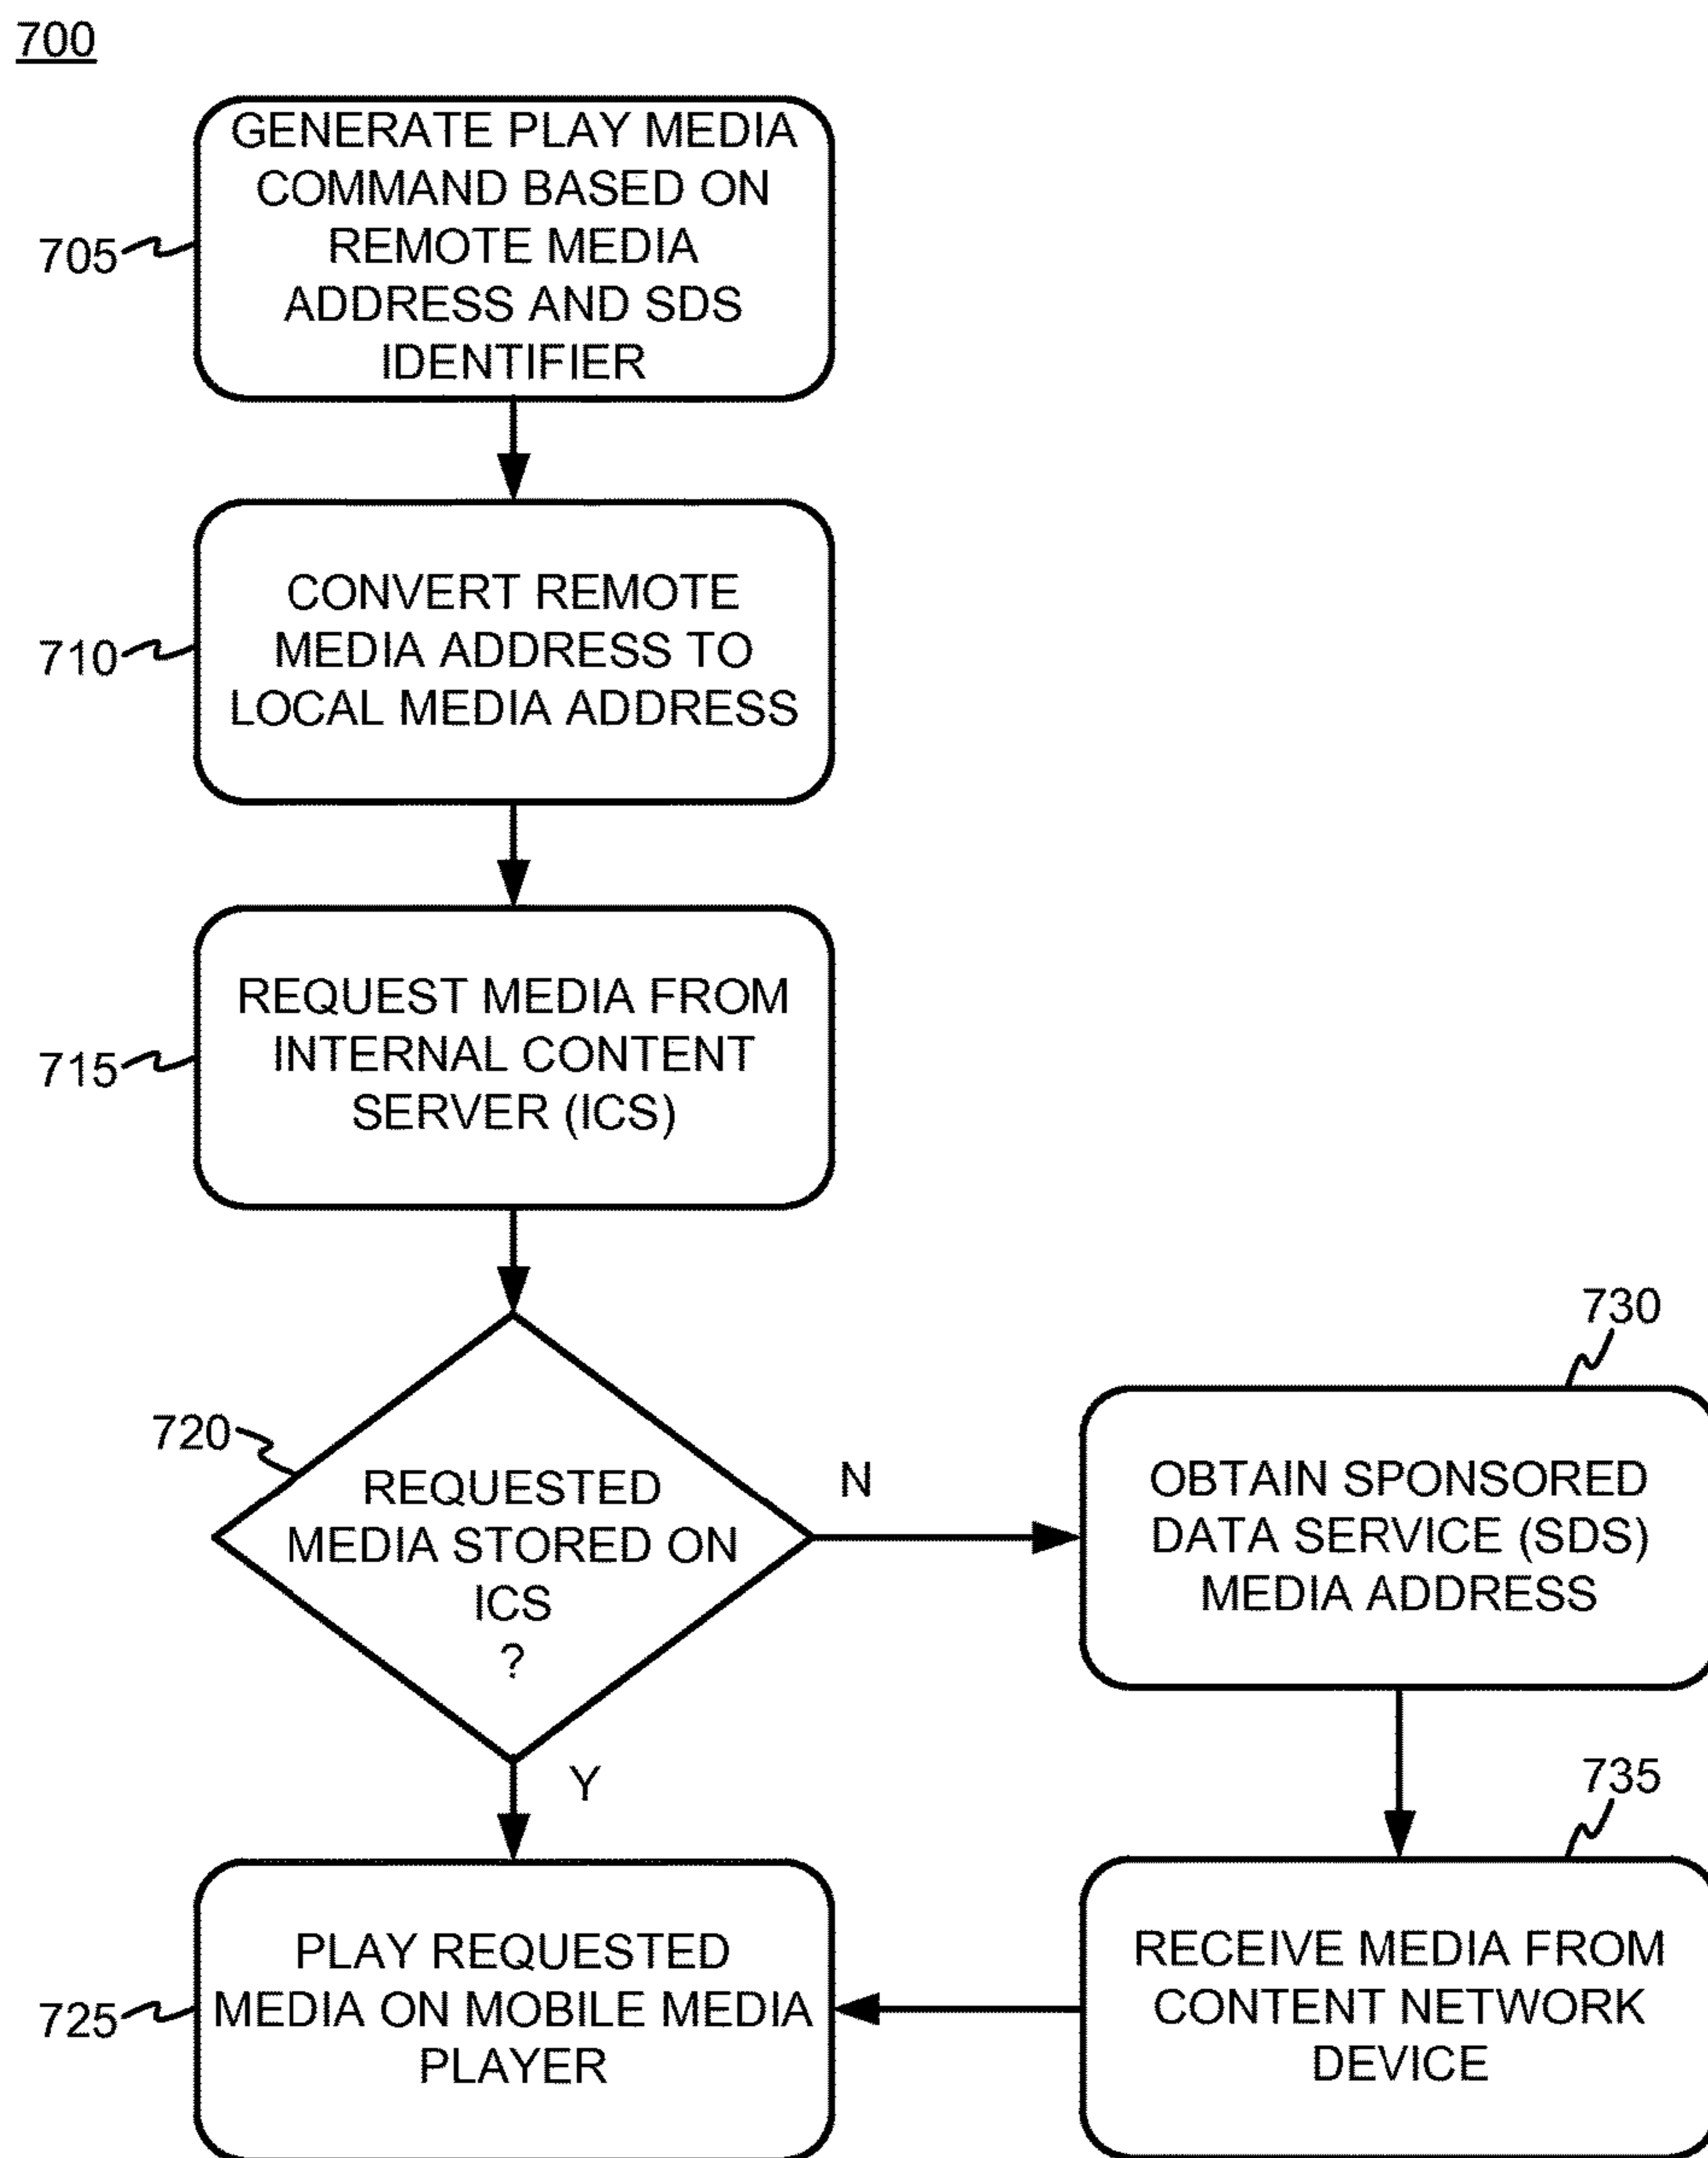 700
GENERATE PLAY MEDIA
COMMAND BASED ON
REMOTE MEDIA
ADDRESS AND SDS
IDENTIFIER
705
CONVERT REMOTE
MEDIA ADDRESS TO
LOCAL MEDIA ADDRESS
710
REQUEST MEDIA FROM
INTERNAL CONTENT
SERVER (ICS)
715
720
REQUESTED
MEDIA STORED ON
ICS
?
N
Y
730
OBTAIN SPONSORED
DATA SERVICE (SDS)
MEDIA ADDRESS
735
RECEIVE MEDIA FROM
CONTENT NETWORK
DEVICE
PLAY REQUESTED
MEDIA ON MOBILE MEDIA
PLAYER
725